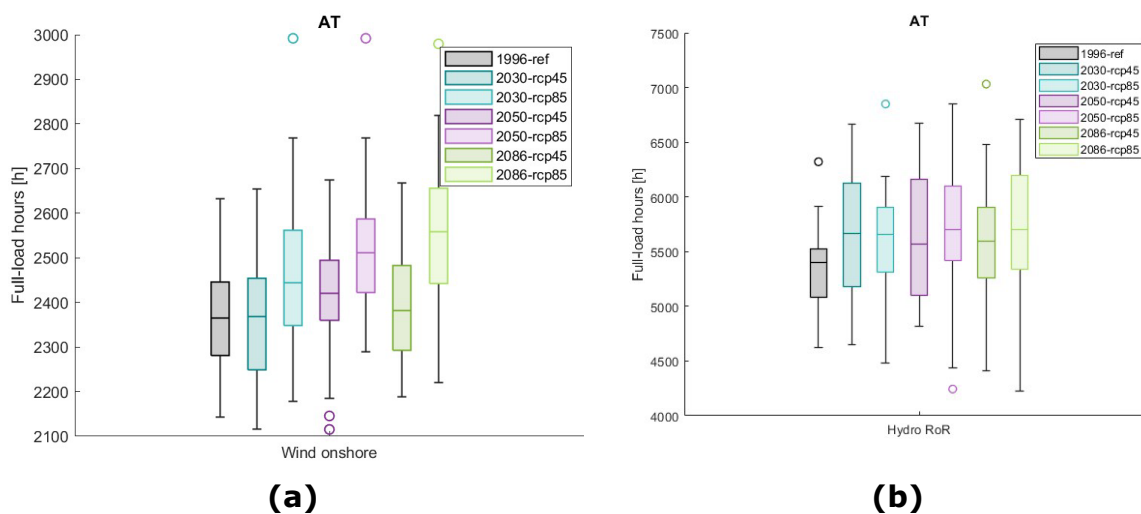 AT
3000
2900
2800
2700
2600
2500
2400
2300
2200
2100
Full-load hours [h]
1996-ref
2030-rcp45
2030-rcp85
2050-rcp45
2050-rcp85
2086-rcp45
2086-rcp85
Wind onshore
(a)
AT
7500
7000
6500
6000
5500
5000
4500
4000
Full-load hours [h]
1996-ref
2030-rcp45
2030-rcp85
2050-rcp45
2050-rcp85
2086-rcp45
2086-rcp85
Hydro RoR
(b)